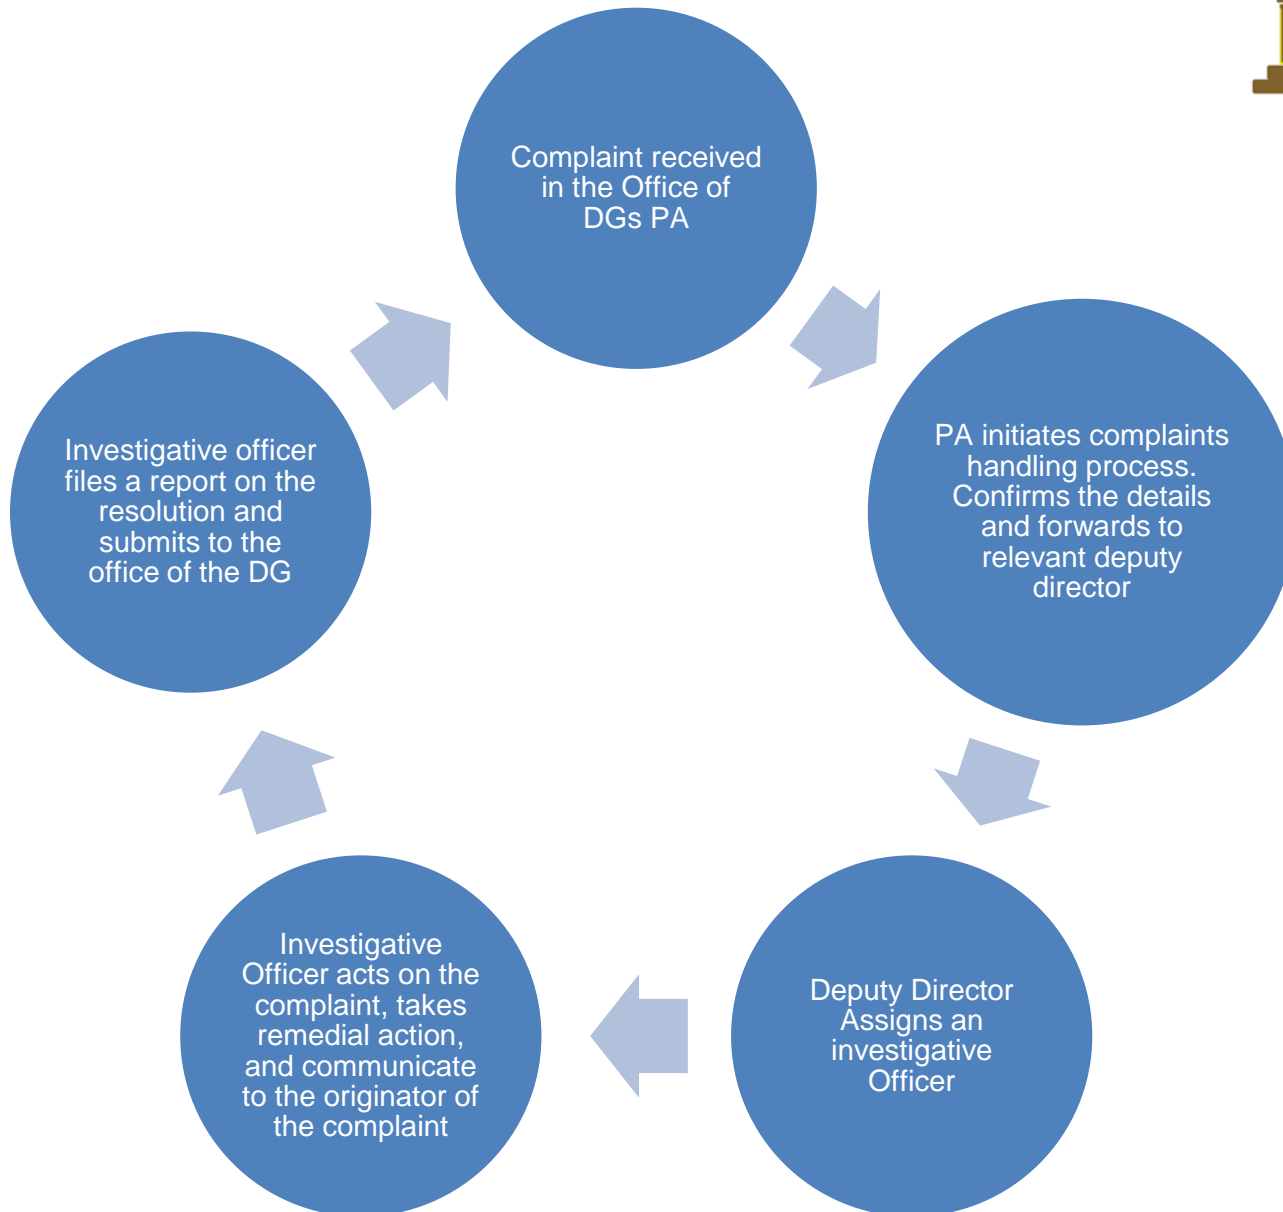 Complaint received
in the Office of
DGs PA
PA initiates complaints
handling process.
Confirms the details
and forwards to
relevant deputy
director
Deputy Director
Assigns an
investigative
Officer
Investigative
Officer acts on the
complaint, takes
remedial action,
and communicate
to the originator of
the complaint
Investigative officer
files a report on the
resolution and
submits to the
office of the DG